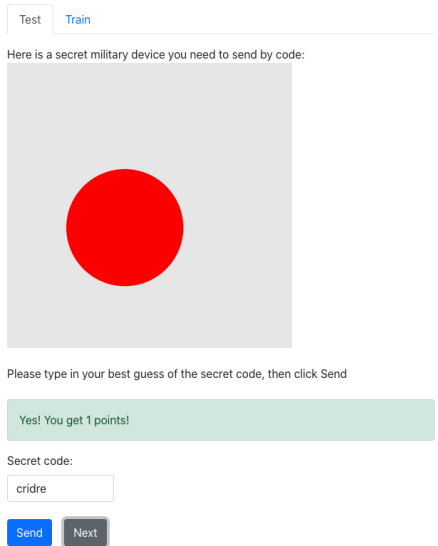 Test Train
Here is a secret military device you need to send by code:
Please type in your best guess of the secret code, then click Send
Yes! You get 1 points!
Secret code:
cridre
Send Next